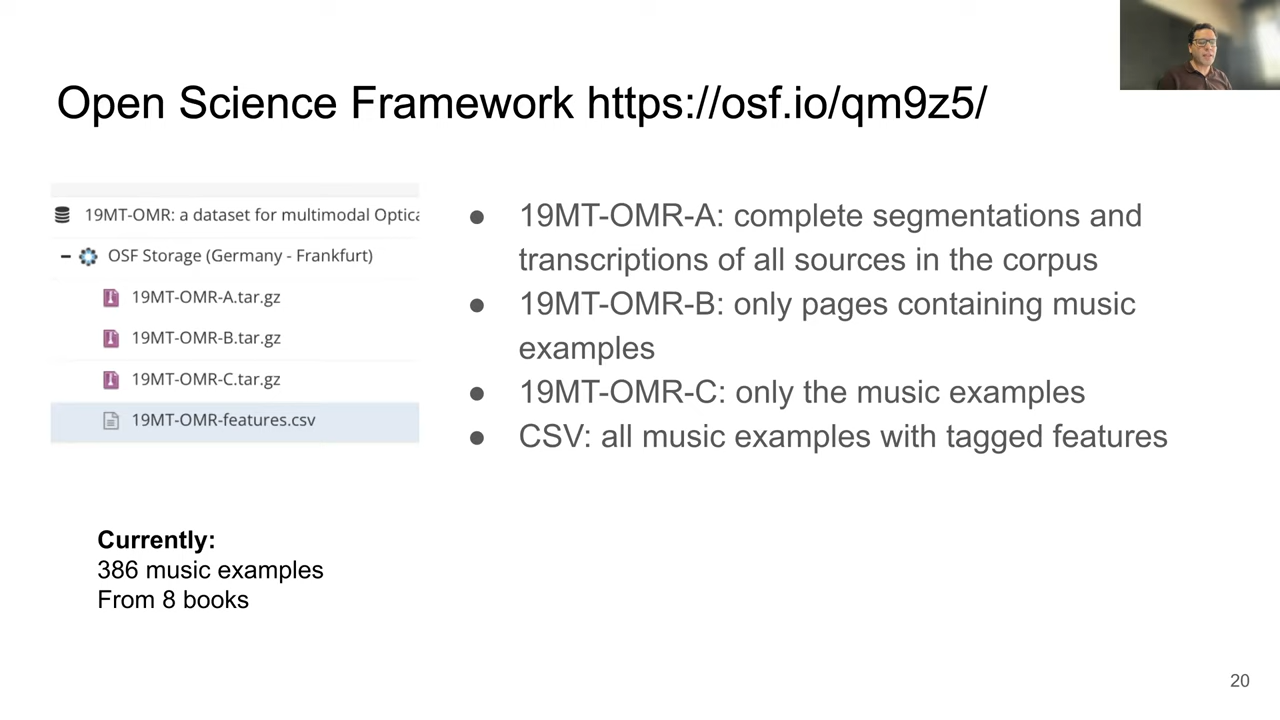 Open Science Framework https://osf.io/qm9z5/
19MT-OMR: a dataset for multimodal Optica
OSF Storage (Germany - Frankfurt)
19MT-OMR-A.tar.gz
19MT-OMR-B.tar.gz
19MT-OMR-C.tar.gz
19MT-OMR-features.csv
● 19MT-OMR-A: complete segmentations and
transcriptions of all sources in the corpus
● 19MT-OMR-B: only pages containing music
examples
● 19MT-OMR-C: only the music examples
● CSV: all music examples with tagged features
Currently:
386 music examples
From 8 books
20